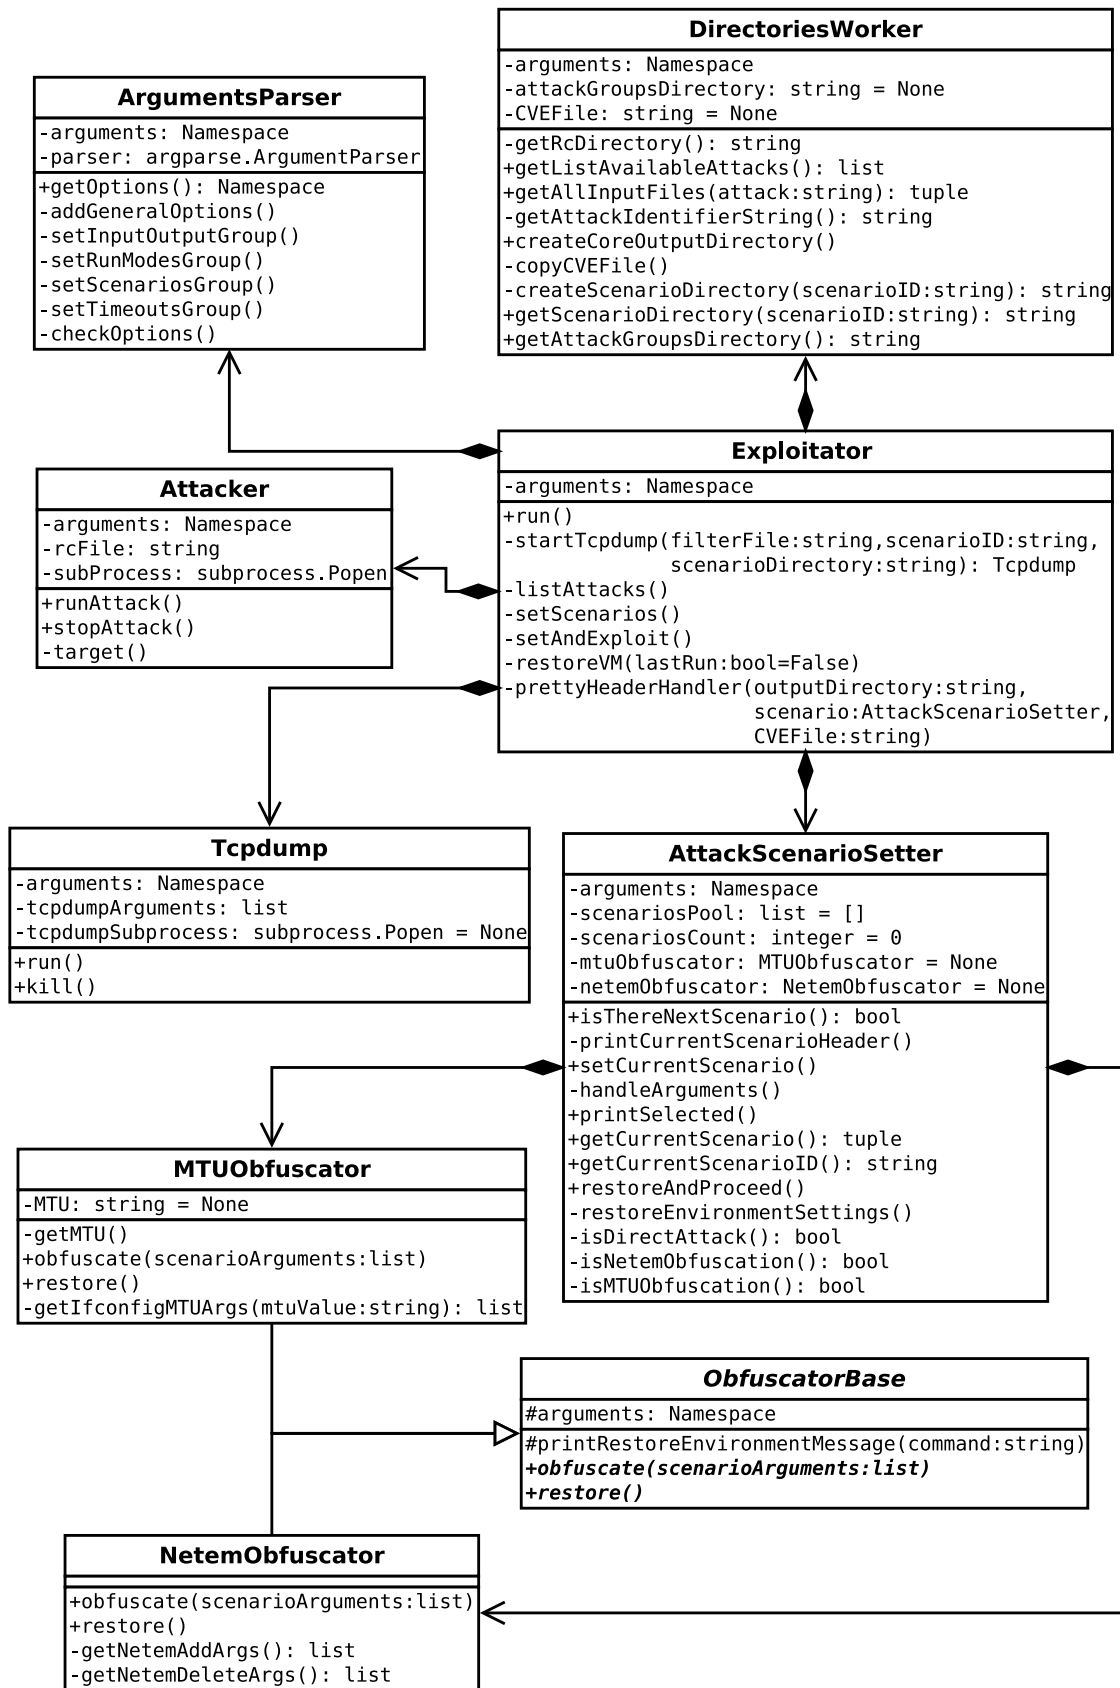 DirectoriesWorker
-arguments: Namespace
-attackGroupsDirectory: string = None
-CVEFile: string = None
-getRcDirectory(): string
+getListAvailableAttacks(): list
+getAllInputFiles(attack:string): tuple
-getAttackIdentifierString(): string
+createCoreOutputDirectory()
-copyCVEFile()
-createScenarioDirectory(scenarioID:string): string
+getScenarioDirectory(scenarioID:string): string
+getAttackGroupsDirectory(): string
ArgumentsParser
-arguments: Namespace
-parser: argparse.ArgumentParser
+getOptions(): Namespace
-addGeneralOptions()
-setInputOutputGroup()
-setRunModesGroup()
-setScenariosGroup()
-setTimeoutsGroup()
-checkOptions()
Exploitator
-arguments: Namespace
+run()
-startTcpdump(filterFile:string,scenarioID:string,
scenarioDirectory:string): Tcpdump
-listAttacks()
-setScenarios()
-setAndExploit()
-restoreVM(lastRun:bool=False)
-prettyHeaderHandler(outputDirectory:string,
scenario:AttackScenarioSetter,
CVEFile:string)
Attacker
-arguments: Namespace
-rcFile: string
-subProcess: subprocess.Popen
+runAttack()
+stopAttack()
-target()
Tcpdump
-arguments: Namespace
-tcpdumpArguments: list
-tcpdumpSubprocess: subprocess.Popen = None
+run()
+kill()
AttackScenarioSetter
-arguments: Namespace
-scenariosPool: list = []
-scenariosCount: integer = 0
-mtuObfuscator: MTUObfuscator = None
-netemObfuscator: NetemObfuscator = None
+isThereNextScenario(): bool
-printCurrentScenarioHeader()
+setCurrentScenario()
-handleArguments()
+printSelected()
+getCurrentScenario(): tuple
+getCurrentScenarioID(): string
+restoreAndProceed()
-restoreEnvironmentSettings()
-isDirectAttack(): bool
-isNetemObfuscation(): bool
-isMTUObfuscation(): bool
MTUObfuscator
-MTU: string = None
-getMTU()
+obfuscate(scenarioArguments:list)
+restore()
-getIfconfigMTUArgs(mtuValue:string): list
ObfuscatorBase
#arguments: Namespace
#printRestoreEnvironmentMessage(command:string)
+obfuscate(scenarioArguments:list)
+restore()
NetemObfuscator
+obfuscate(scenarioArguments:list)
+restore()
-getNetemAddArgs(): list
-getNetemDeleteArgs(): list